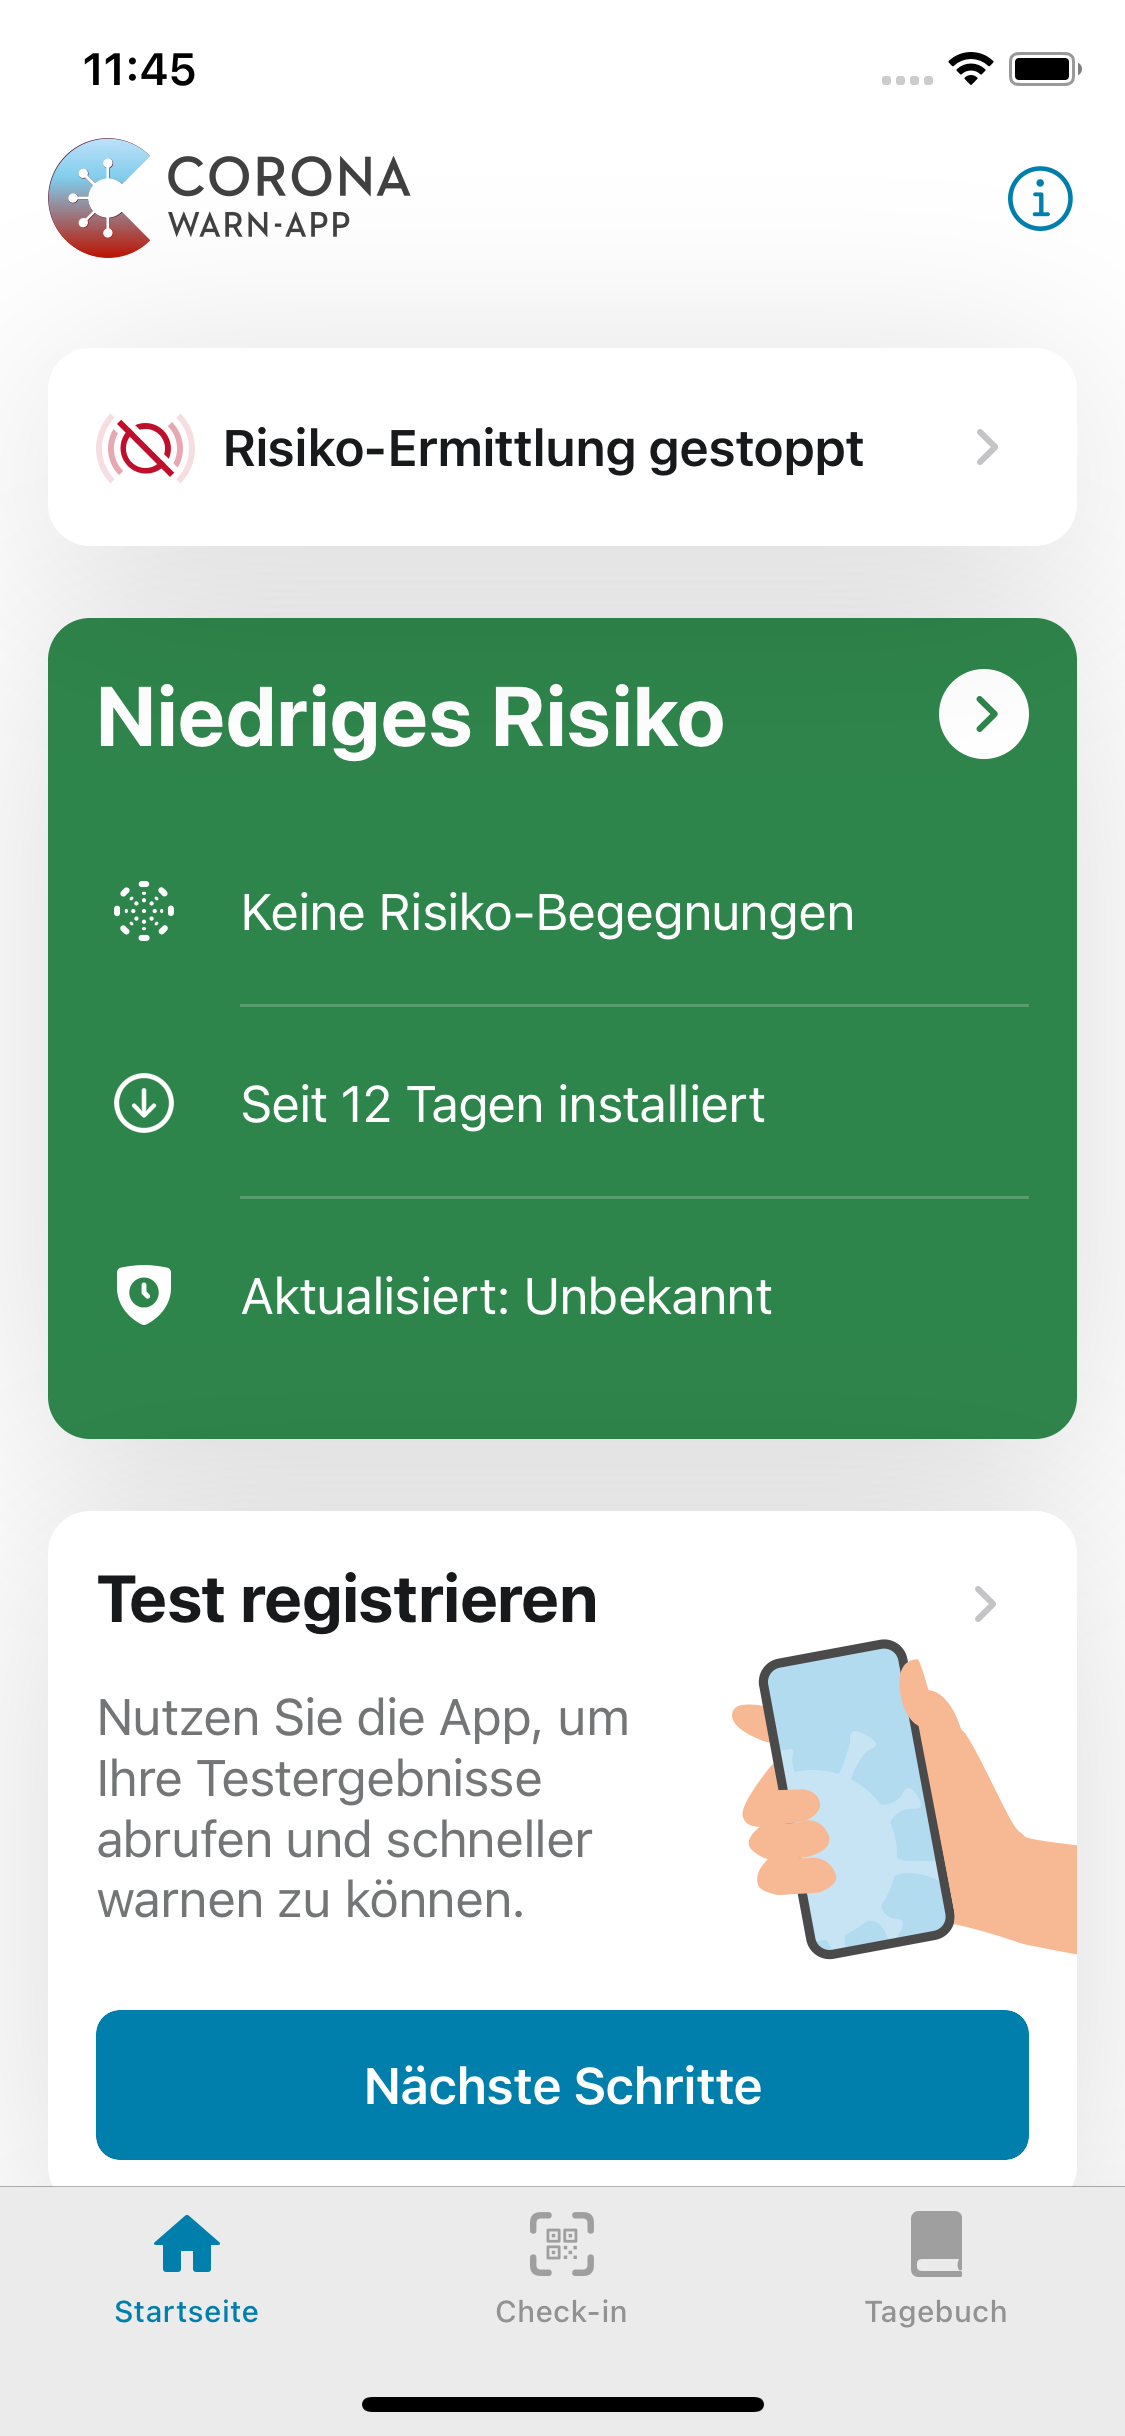 11:45
CORONA
WARN-APP
Risiko-Ermittlung gestoppt
Niedriges Risiko
Keine Risiko-Begegnungen
Seit 12 Tagen installiert
Aktualisiert: Unbekannt
Test registrieren
Nutzen Sie die App, um
Ihre Testergebnisse
abrufen und schneller
warnen zu können.
Nächste Schritte
Startseite
Check-in
Tagebuch